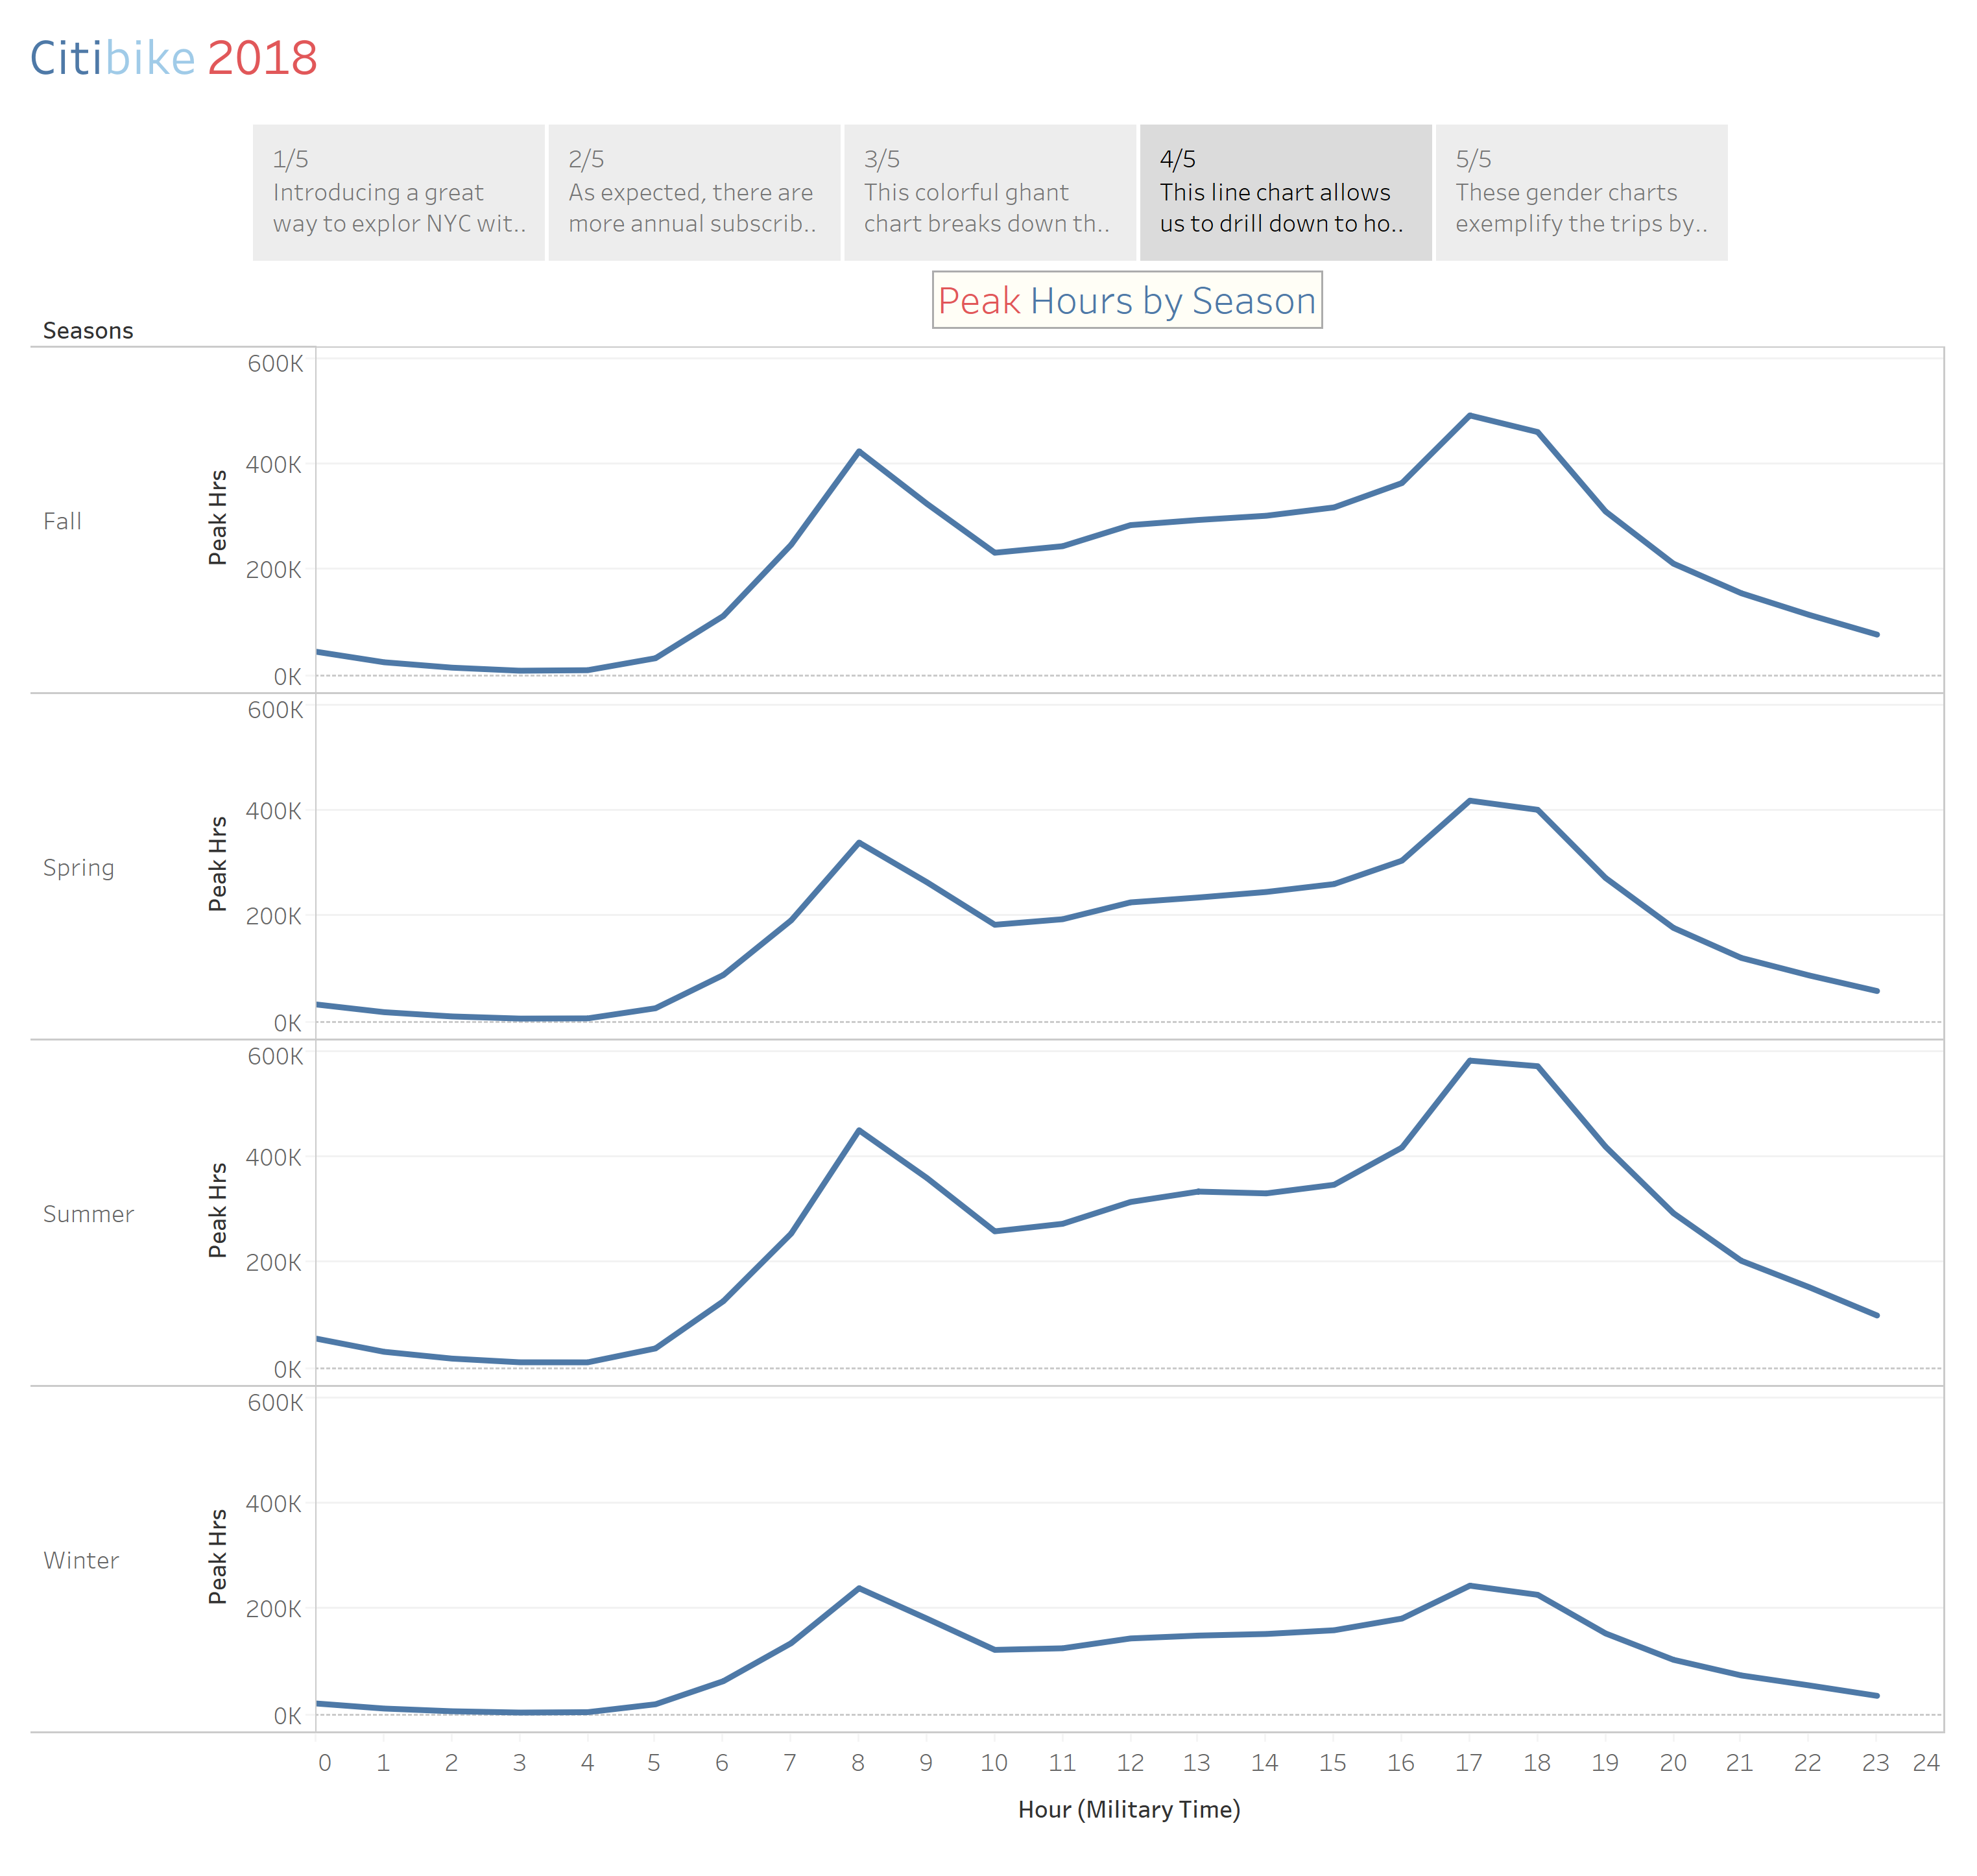 Citibike 2018
1/5
Introducing a great
way to explor NYC wit..
2/5
As expected, there are
more annual subscrib..
3/5
This colorful ghant
chart breaks down th..
4/5
This line chart allows
us to drill down to ho..
5/5
These gender charts
exemplify the trips by..
Peak Hours by Season
Seasons
Fall
Peak Hrs
600K
400K
200K
0K
Spring
Peak Hrs
600K
400K
200K
0K
Summer
Peak Hrs
600K
400K
200K
0K
Winter
Peak Hrs
600K
400K
200K
0K
0 1 2 3 4 5 6 7 8 9 10 11 12 13 14 15 16 17 18 19 20 21 22 23 24
Hour (Military Time)